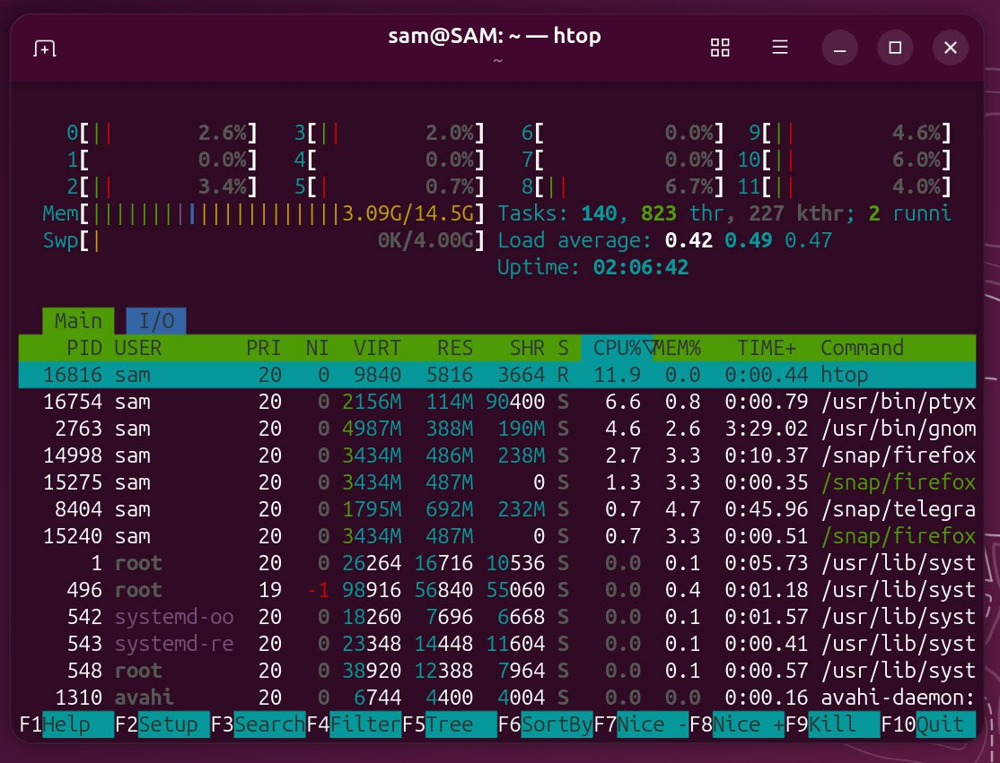 sam@SAM: ~ — htop
~
0[|| 2.6%] 3[|| 2.0%] 6[ 0.0%] 9[|| 4.6%]
1[ 0.0%] 4[ 0.0%] 7[ 0.0%] 10[|| 6.0%]
2[|| 3.4%] 5[| 0.7%] 8[|| 6.7%] 11[|| 4.0%]
Mem[|||||||||||||||||||||3.09G/14.5G] Tasks: 140, 823 thr, 227 kthr; 2 runni
Swp[| 0K/4.00G] Load average: 0.42 0.49 0.47
Uptime: 02:06:42
Main I/O
PID USER PRI NI VIRT RES SHR S CPU%▽MEM% TIME+ Command
16816 sam 20 0 9840 5816 3664 R 11.9 0.0 0:00.44 htop
16754 sam 20 0 2156M 114M 90400 S 6.6 0.8 0:00.79 /usr/bin/ptyx
2763 sam 20 0 4987M 388M 190M S 4.6 2.6 3:29.02 /usr/bin/gnom
14998 sam 20 0 3434M 486M 238M S 2.7 3.3 0:10.37 /snap/firefox
15275 sam 20 0 3434M 487M 0 S 1.3 3.3 0:00.35 /snap/firefox
8404 sam 20 0 1795M 692M 232M S 0.7 4.7 0:45.96 /snap/telegra
15240 sam 20 0 3434M 487M 0 S 0.7 3.3 0:00.51 /snap/firefox
1 root 20 0 26264 16716 10536 S 0.0 0.1 0:05.73 /usr/lib/syst
496 root 19 -1 98916 56840 55060 S 0.0 0.4 0:01.18 /usr/lib/syst
542 systemd-oo 20 0 18260 7696 6668 S 0.0 0.1 0:01.57 /usr/lib/syst
543 systemd-re 20 0 23348 14448 11604 S 0.0 0.1 0:00.41 /usr/lib/syst
548 root 20 0 38920 12388 7964 S 0.0 0.1 0:00.57 /usr/lib/syst
1310 avahi 20 0 6744 4400 4004 S 0.0 0.0 0:00.16 avahi-daemon:
F1Help F2Setup F3SearchF4FilterF5Tree F6SortByF7Nice -F8Nice +F9Kill F10Quit